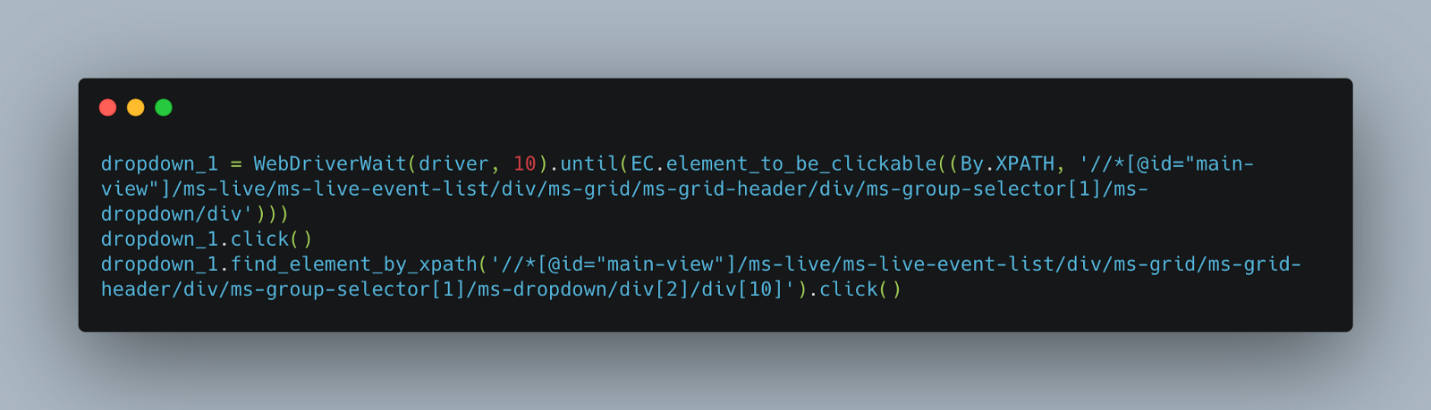 dropdown_1 = WebDriverWait(driver, 10).until(EC.element_to_be_clickable((By.XPATH, '//*[@id="main-
view"]/ms-live/ms-live-event-list/div/ms-grid/ms-grid-header/div/ms-group-selector[1]/ms-
dropdown/div')))
dropdown_1.click()
dropdown_1.find_element_by_xpath('//*[@id="main-view"]/ms-live/ms-live-event-list/div/ms-grid/ms-grid-
header/div/ms-group-selector[1]/ms-dropdown/div[2]/div[10]').click()